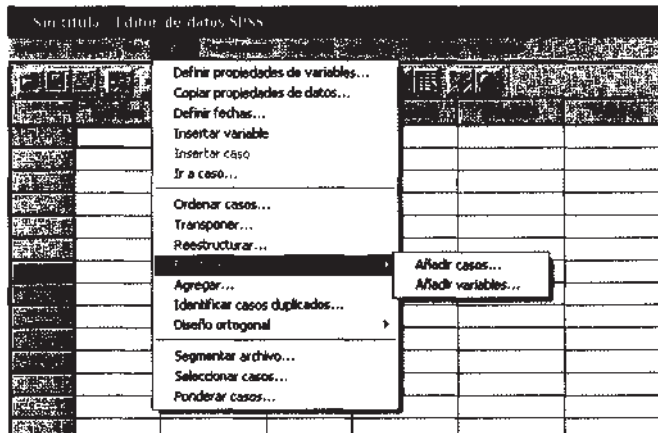 Sin título - Editor de datos SPSS
Definir propiedades de variables...
Copiar propiedades de datos...
Definir fechas...
Insertar variable
Insertar caso
Ir a caso...
Ordenar casos...
Transponer...
Reestructurar...
Añadir casos...
Añadir variables...
Agregar...
Identificar casos duplicados...
Diseño ortogonal
Segmentar archivo...
Seleccionar casos...
Ponderar casos...